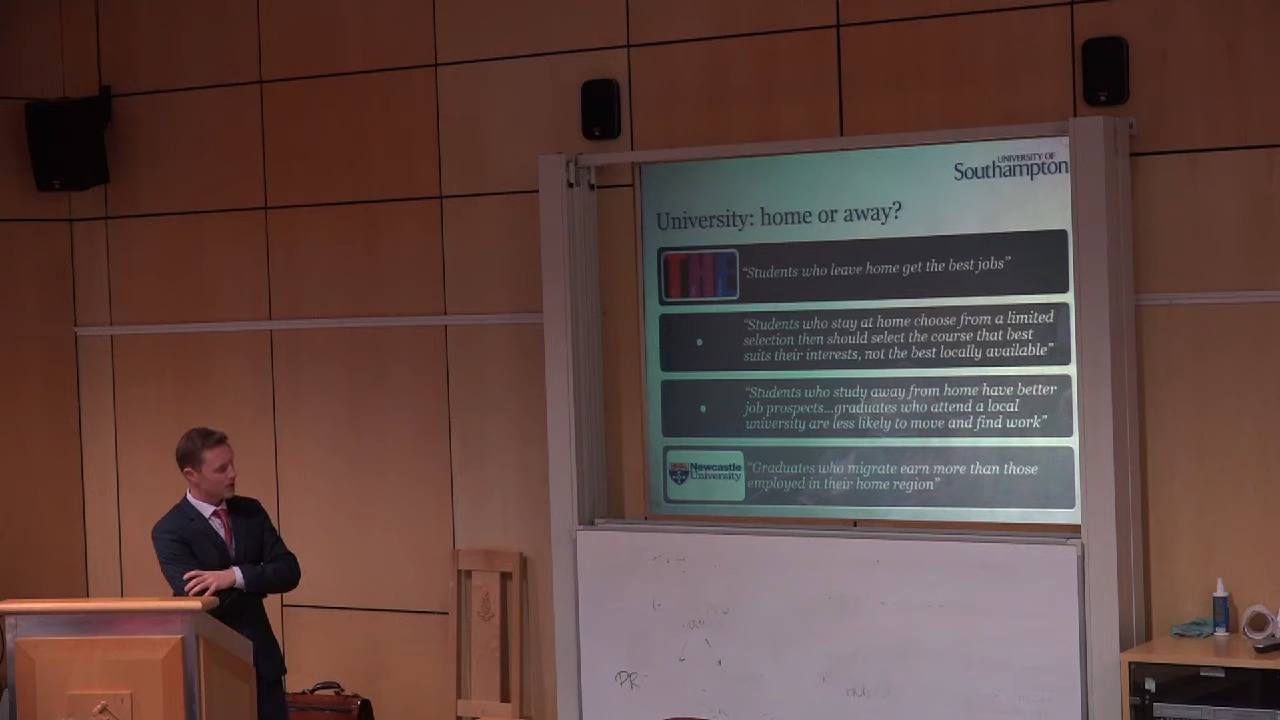 UNIVERSITY OF
Southampton
University: home or away?
"Students who leave home get the best jobs"
"Students who stay at home choose from a limited
selection then should select the course that best
suits their interests, not the best locally available"
"Students who study away from home have better
job prospects...graduates who attend a local
university are less likely to move and find work"
Newcastle
University
"Graduates who migrate earn more than those
employed in their home region"
PR